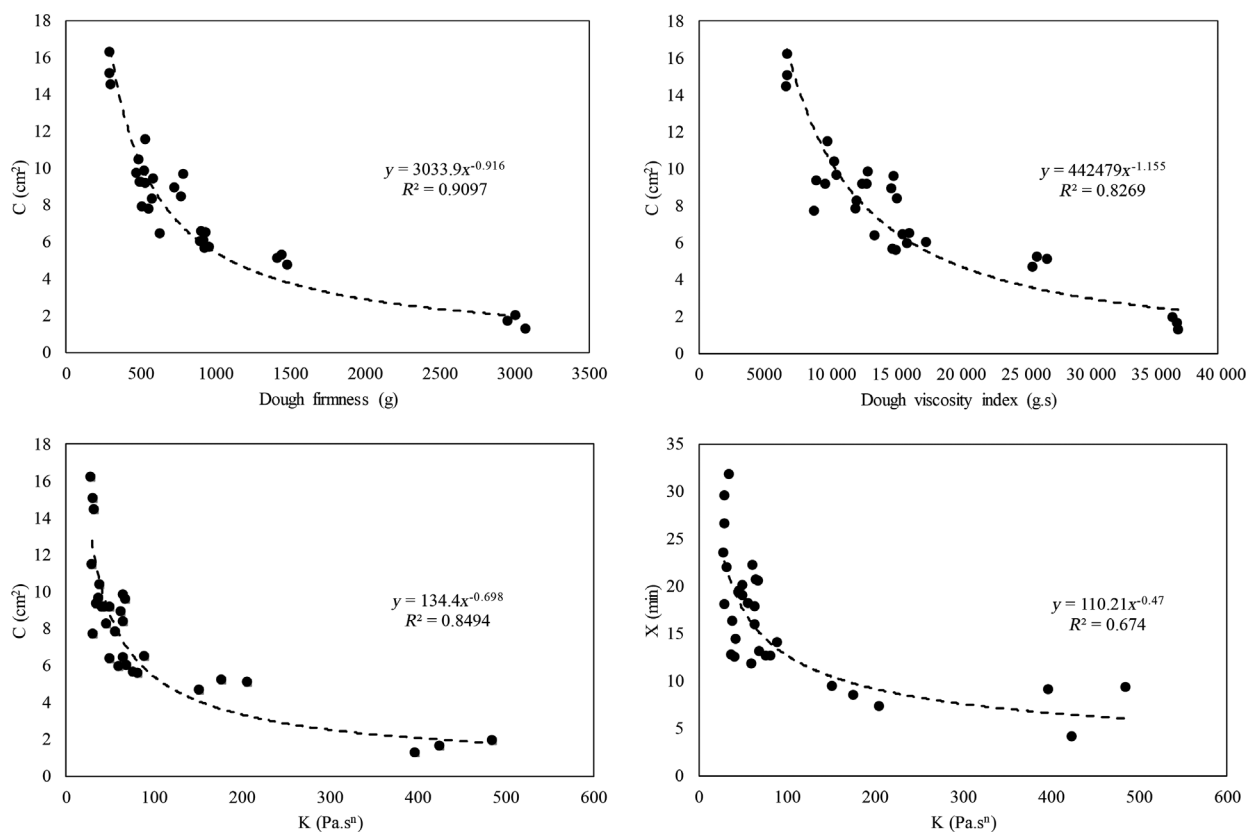 18
16
14
12
10
8
6
4
2
0
C (cm²)
y = 3033.9x^-0.916
R² = 0.9097
0 500 1000 1500 2000 2500 3000 3500
Dough firmness (g)
18
16
14
12
10
8
6
4
2
0
C (cm²)
y = 442479x^-1.155
R² = 0.8269
0 5000 10 000 15 000 20 000 25 000 30 000 35 000 40 000
Dough viscosity index (g.s)
18
16
14
12
10
8
6
4
2
0
C (cm²)
y = 134.4x^-0.698
R² = 0.8494
0 100 200 300 400 500 600
K (Pa.sⁿ)
35
30
25
20
15
10
5
0
X (min)
y = 110.21x^-0.47
R² = 0.674
0 100 200 300 400 500 600
K (Pa.sⁿ)